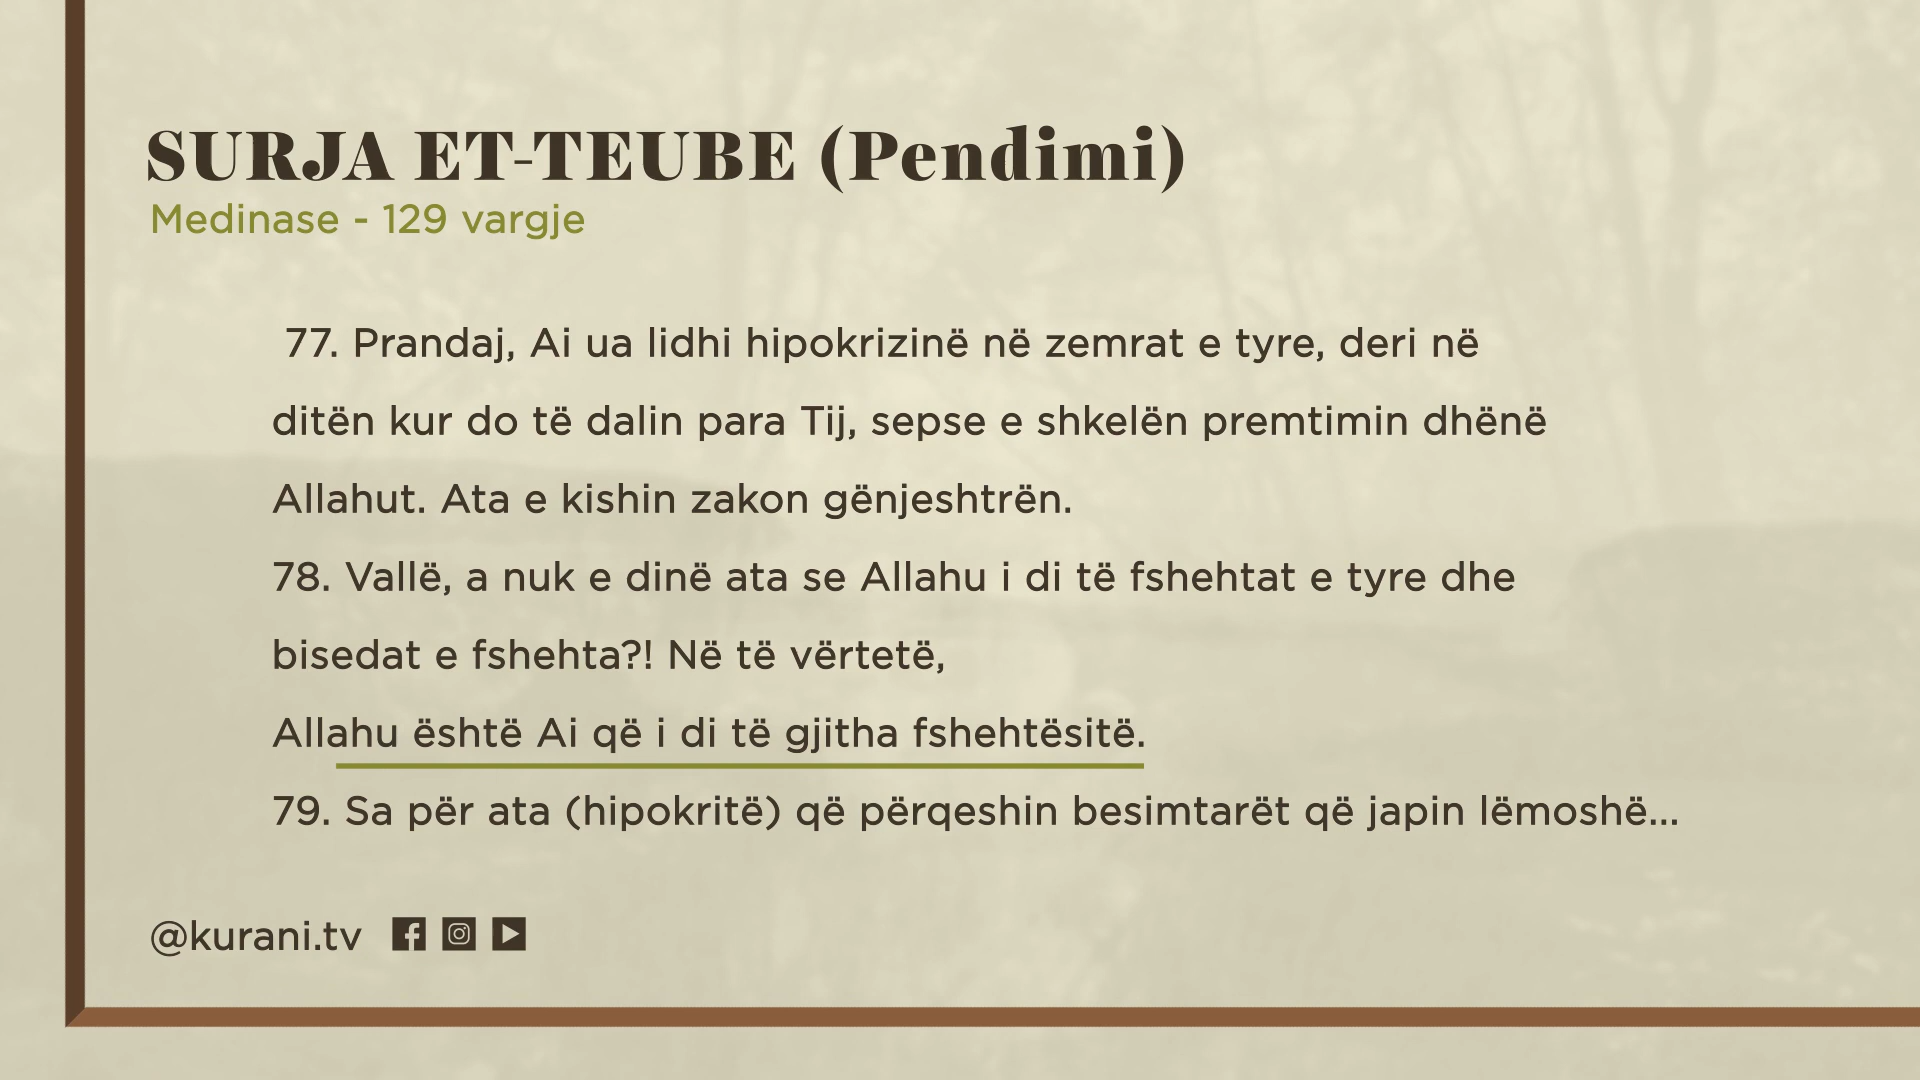 SURJA ET-TEUBE (Pendimi)
Medinase - 129 vargje
77. Prandaj, Ai ua lidhi hipokrizinë në zemrat e tyre, deri në
ditën kur do të dalin para Tij, sepse e shkelën premtimin dhënë
Allahut. Ata e kishin zakon gënjeshtrën.
78. Vallë, a nuk e dinë ata se Allahu i di të fshehtat e tyre dhe
bisedat e fshehta?! Në të vërtetë,
Allahu është Ai që i di të gjitha fshehtësitë.
79. Sa për ata (hipokritë) që përqeshin besimtarët që japin lëmoshë...
@kurani.tv